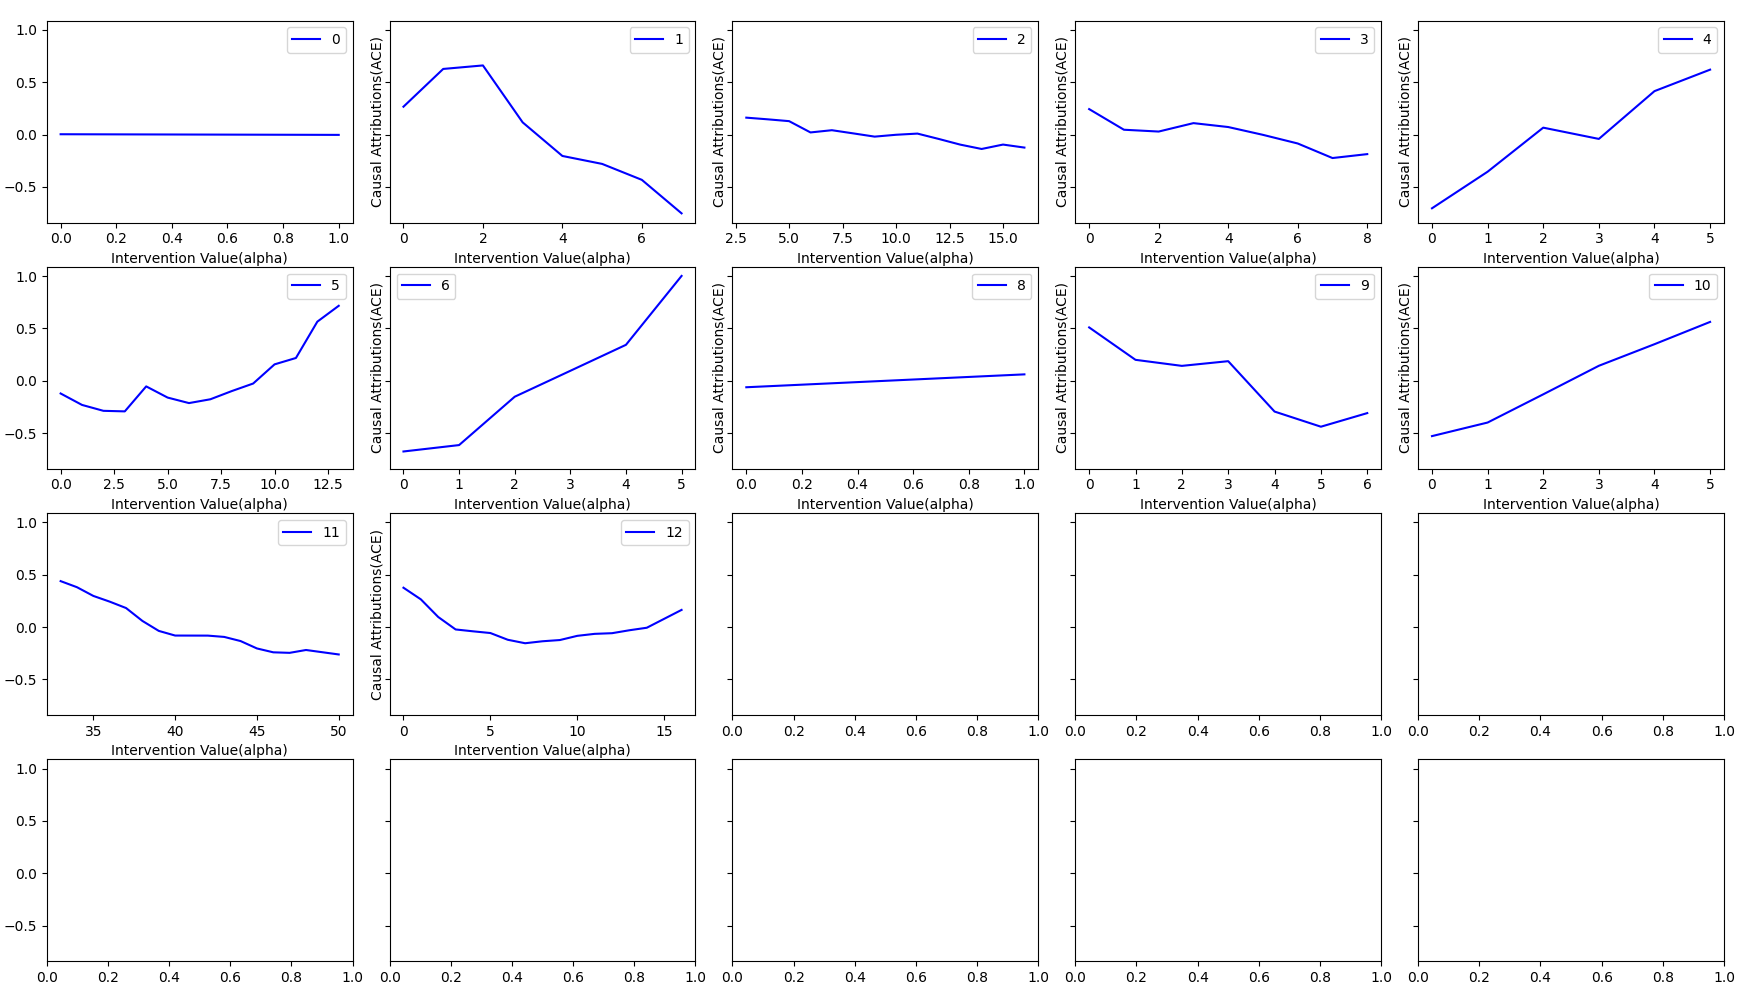 1.0
0.5
0.0
−0.5
0
0.0 0.2 0.4 0.6 0.8 1.0
Intervention Value(alpha)
Causal Attributions(ACE)
1
0 2 4 6
Intervention Value(alpha)
Causal Attributions(ACE)
2
2.5 5.0 7.5 10.0 12.5 15.0
Intervention Value(alpha)
Causal Attributions(ACE)
3
0 2 4 6 8
Intervention Value(alpha)
Causal Attributions(ACE)
4
0 1 2 3 4 5
Intervention Value(alpha)
1.0
0.5
0.0
−0.5
5
0.0 2.5 5.0 7.5 10.0 12.5
Intervention Value(alpha)
Causal Attributions(ACE)
6
0 1 2 3 4 5
Intervention Value(alpha)
Causal Attributions(ACE)
8
0.0 0.2 0.4 0.6 0.8 1.0
Intervention Value(alpha)
Causal Attributions(ACE)
9
0 1 2 3 4 5 6
Intervention Value(alpha)
Causal Attributions(ACE)
10
0 1 2 3 4 5
Intervention Value(alpha)
1.0
0.5
0.0
−0.5
11
35 40 45 50
Intervention Value(alpha)
Causal Attributions(ACE)
12
0 5 10 15
Intervention Value(alpha)
0.0 0.2 0.4 0.6 0.8 1.0
0.0 0.2 0.4 0.6 0.8 1.0
0.0 0.2 0.4 0.6 0.8 1.0
1.0
0.5
0.0
−0.5
0.0 0.2 0.4 0.6 0.8 1.0
0.0 0.2 0.4 0.6 0.8 1.0
0.0 0.2 0.4 0.6 0.8 1.0
0.0 0.2 0.4 0.6 0.8 1.0
0.0 0.2 0.4 0.6 0.8 1.0